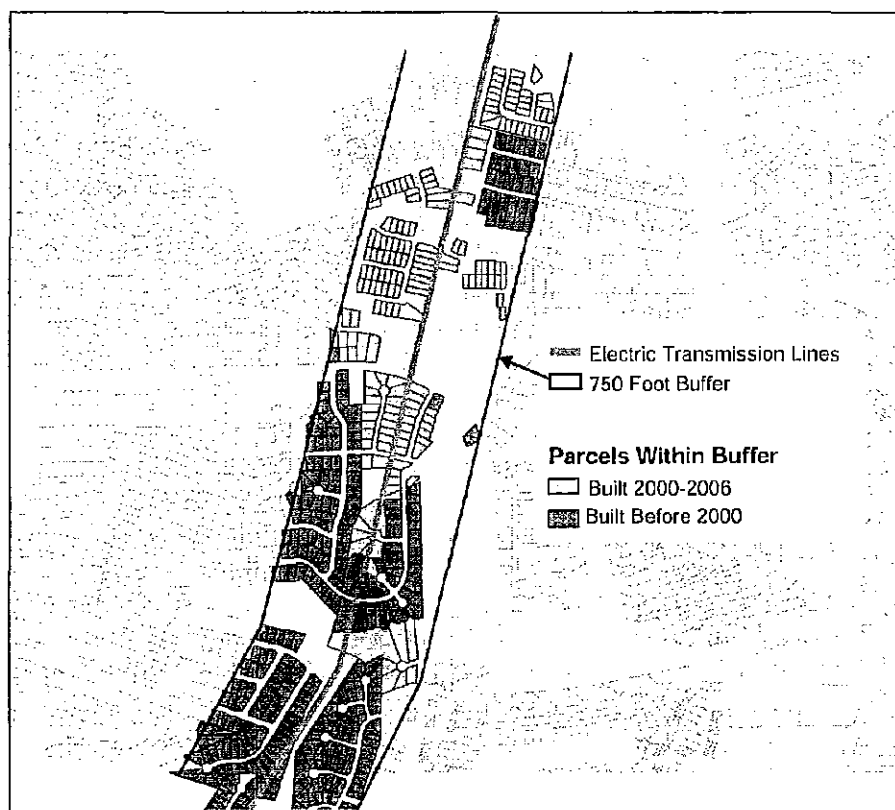 Electric Transmission Lines
750 Foot Buffer
Parcels Within Buffer
Built 2000-2006
Built Before 2000